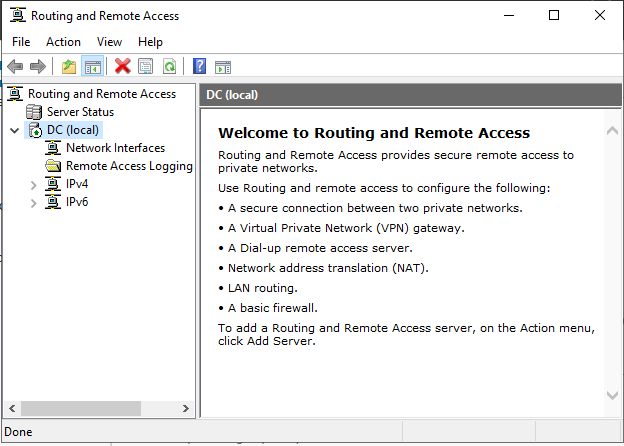 Routing and Remote Access
File Action View Help
Routing and Remote Access
Server Status
DC (local)
Network Interfaces
Remote Access Logging
IPv4
IPv6
DC (local)
Welcome to Routing and Remote Access
Routing and Remote Access provides secure remote access to
private networks.
Use Routing and remote access to configure the following:
• A secure connection between two private networks.
• A Virtual Private Network (VPN) gateway.
• A Dial-up remote access server.
• Network address translation (NAT).
• LAN routing.
• A basic firewall.
To add a Routing and Remote Access server, on the Action menu,
click Add Server.
Done